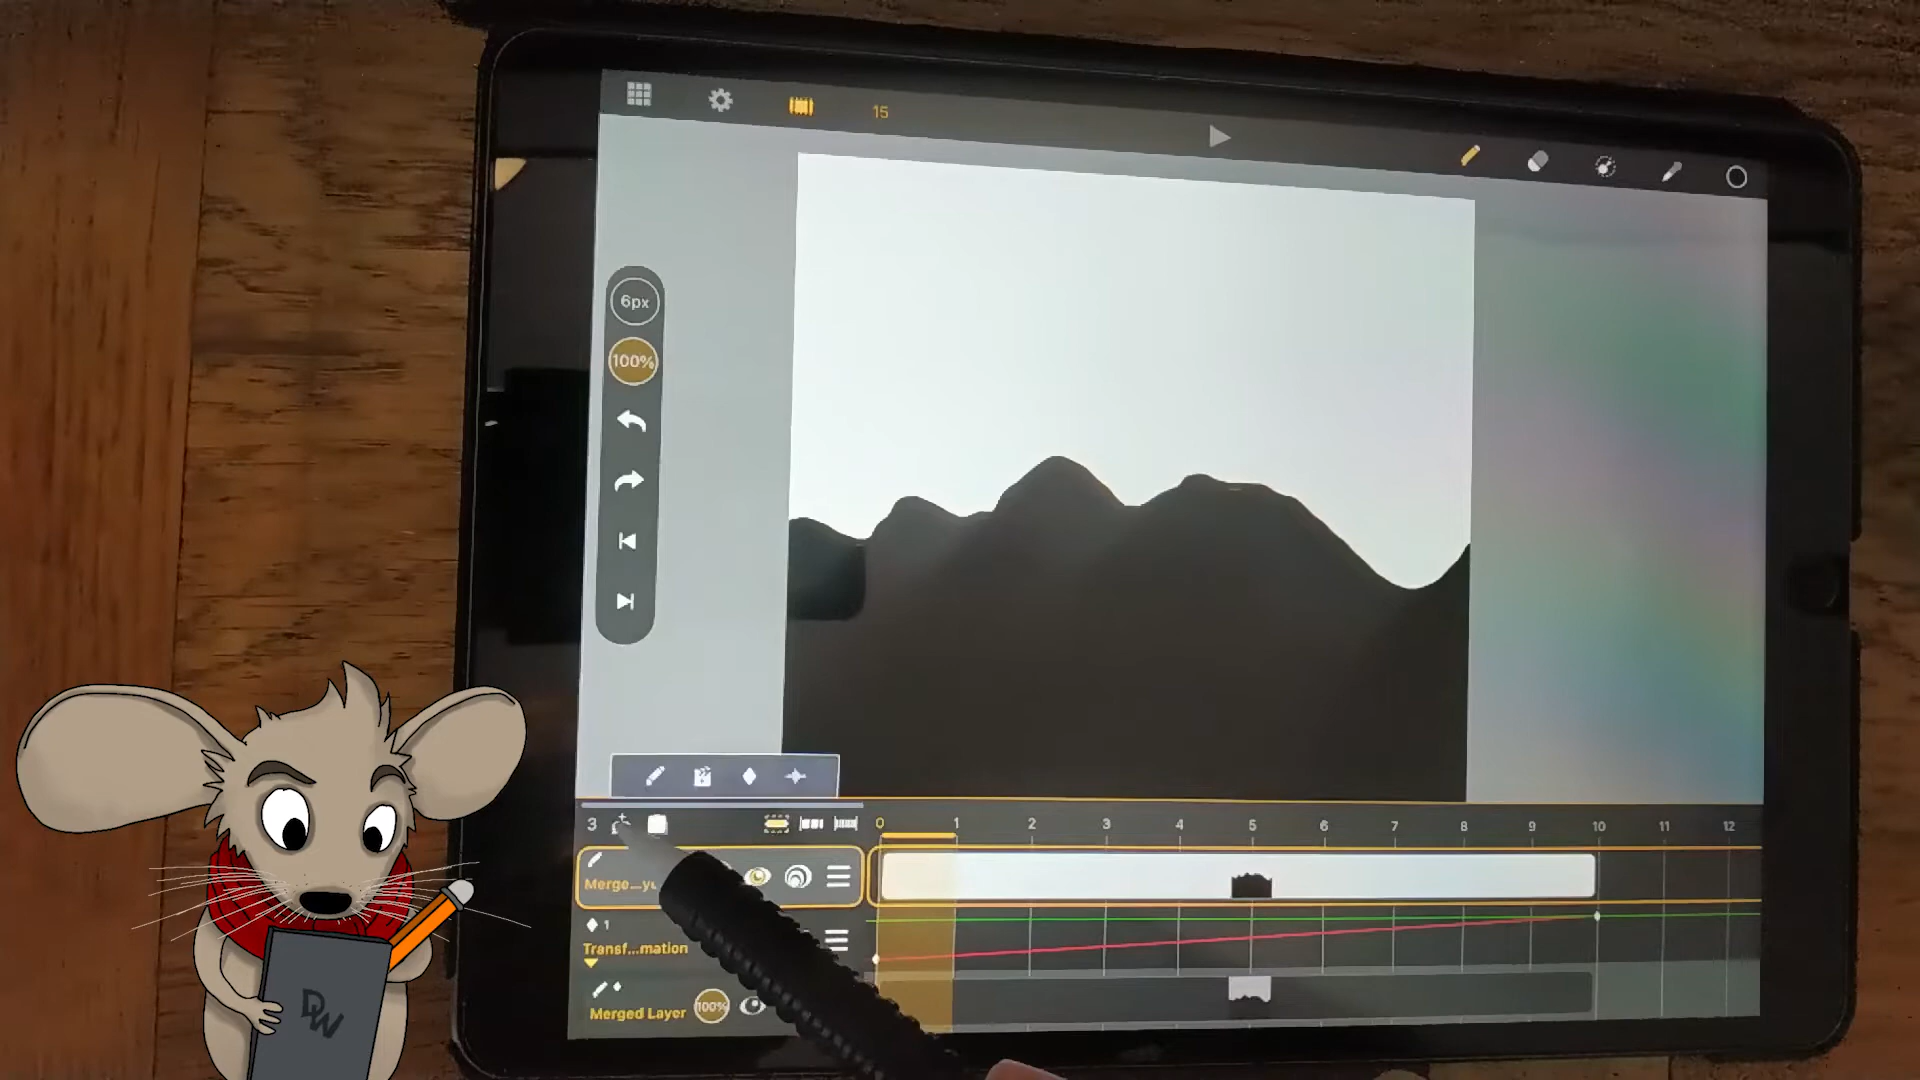 15
6px
100%
3
0 1 2 3 4 5 6 7 8 9 10 11 12
Merge...y
1
Transf...mation
Merged Layer 100%
DW